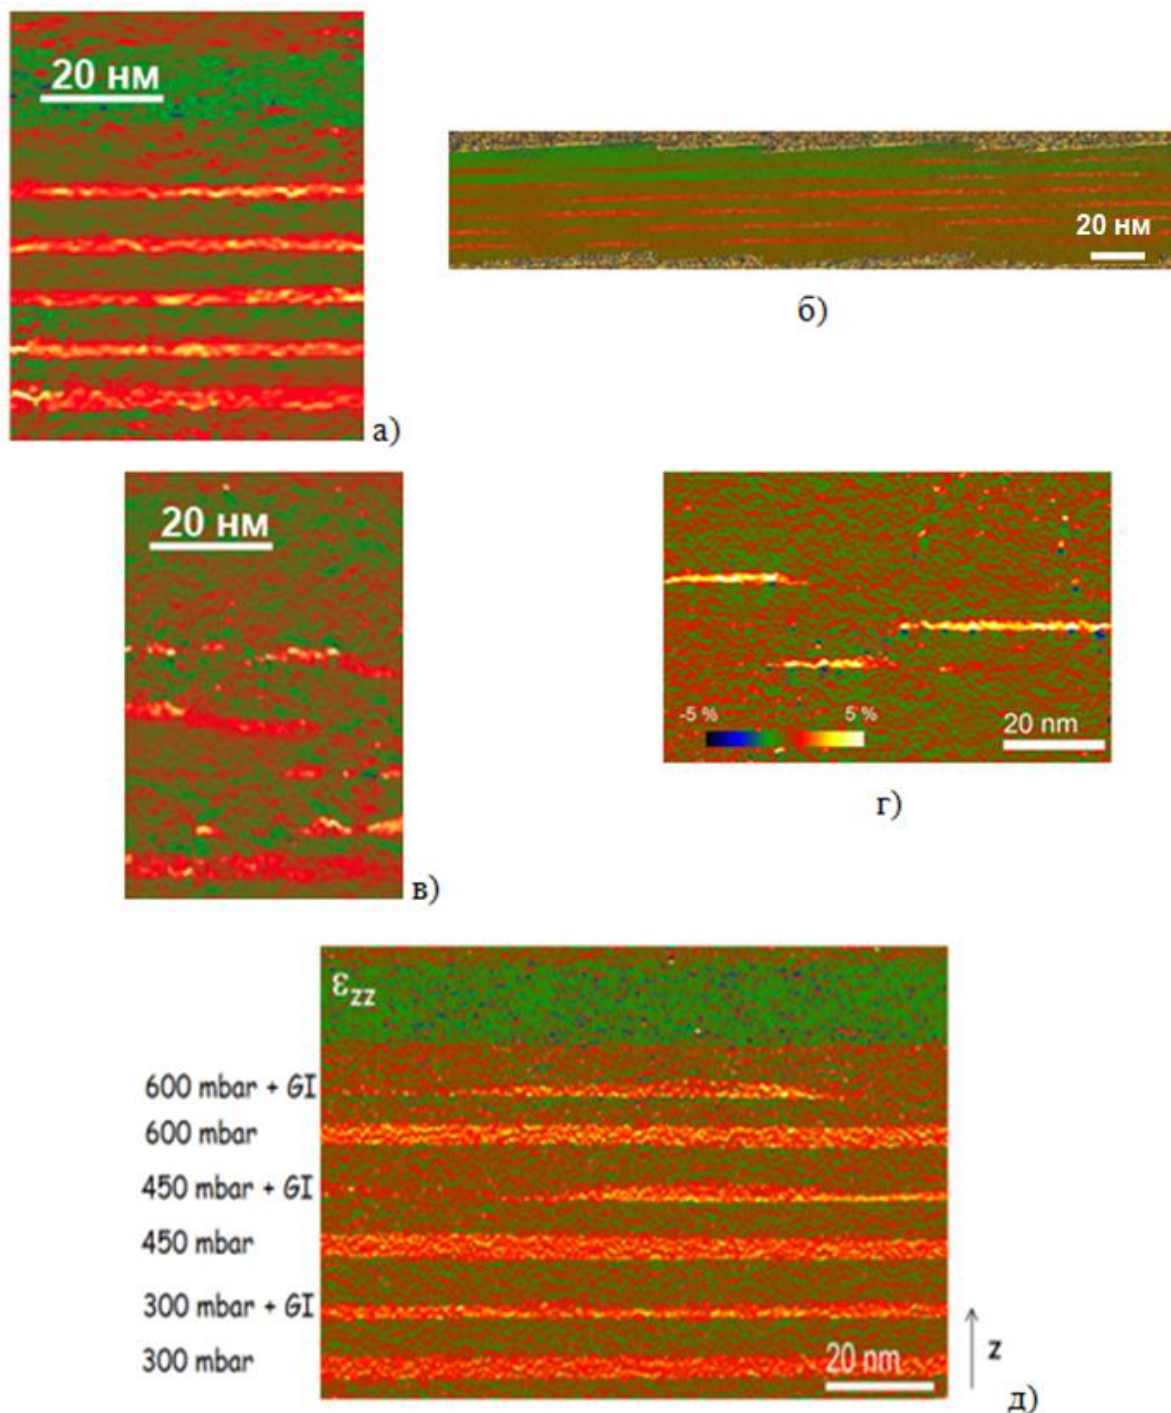 20 нм
а)
20 нм
б)
20 нм
в)
-5 %
5 %
20 nm
г)
εzz
600 mbar + GI
600 mbar
450 mbar + GI
450 mbar
300 mbar + GI
300 mbar
20 nm
z
д)